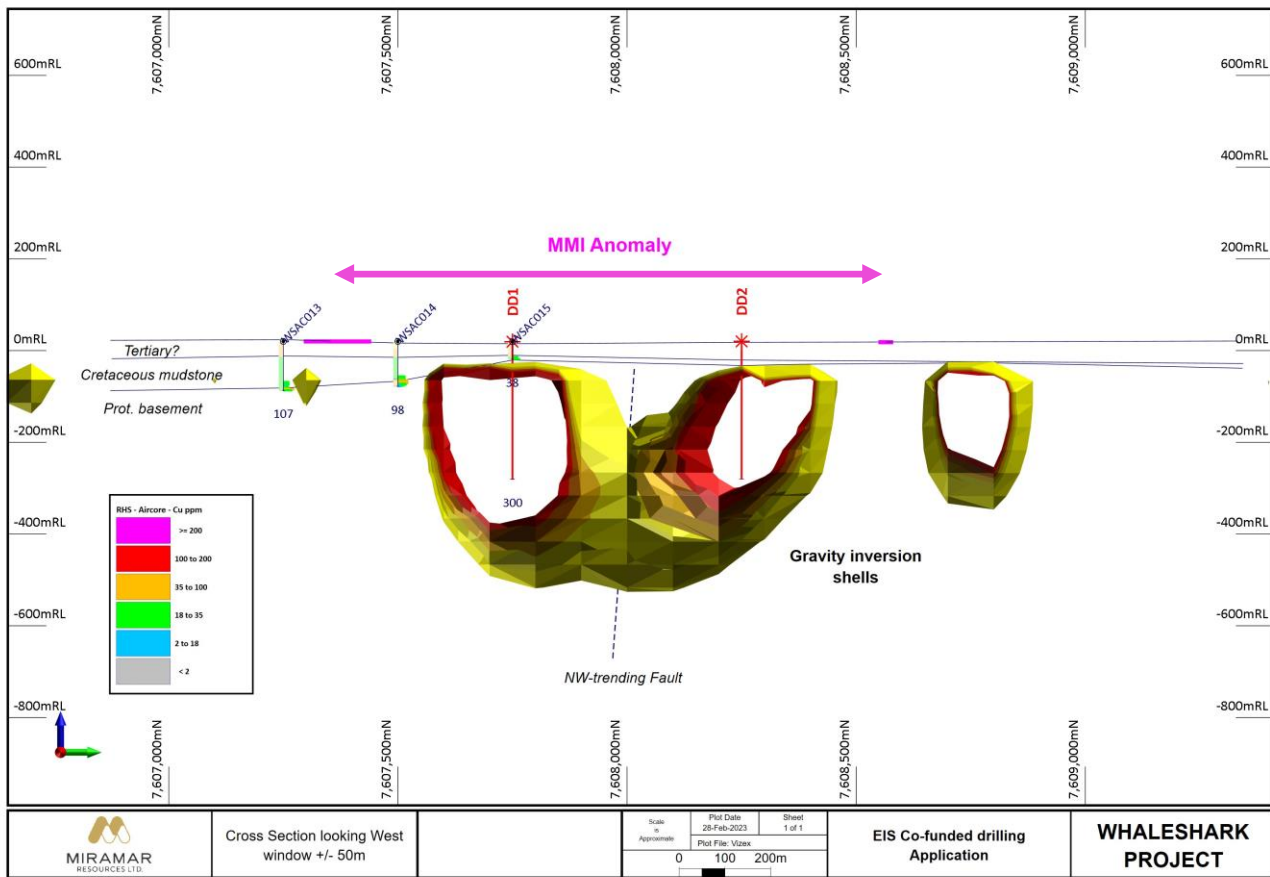 7,607,000mN
7,607,500mN
7,608,000mN
7,608,500mN
7,609,000mN
600mRL
600mRL
400mRL
400mRL
200mRL
200mRL
MMI Anomaly
DD1
DD2
WSAC013
WSAC014
WSAC015
0mRL
0mRL
Tertiary?
Cretaceous mudstone
Prot. basement
38
107
98
-200mRL
-200mRL
300
RHS - Aircore - Cu ppm
>= 200
100 to 200
35 to 100
18 to 35
2 to 18
< 2
-400mRL
-400mRL
Gravity inversion
shells
-600mRL
-600mRL
NW-trending Fault
-800mRL
-800mRL
7,607,000mN
7,607,500mN
7,608,000mN
7,608,500mN
7,609,000mN
MIRAMAR
RESOURCES LTD.
Cross Section looking West
window +/- 50m
Scale
is
Approximate
Plot Date
28-Feb-2023
Sheet
1 of 1
Plot File: Vizex
0 100 200m
EIS Co-funded drilling
Application
WHALESHARK
PROJECT